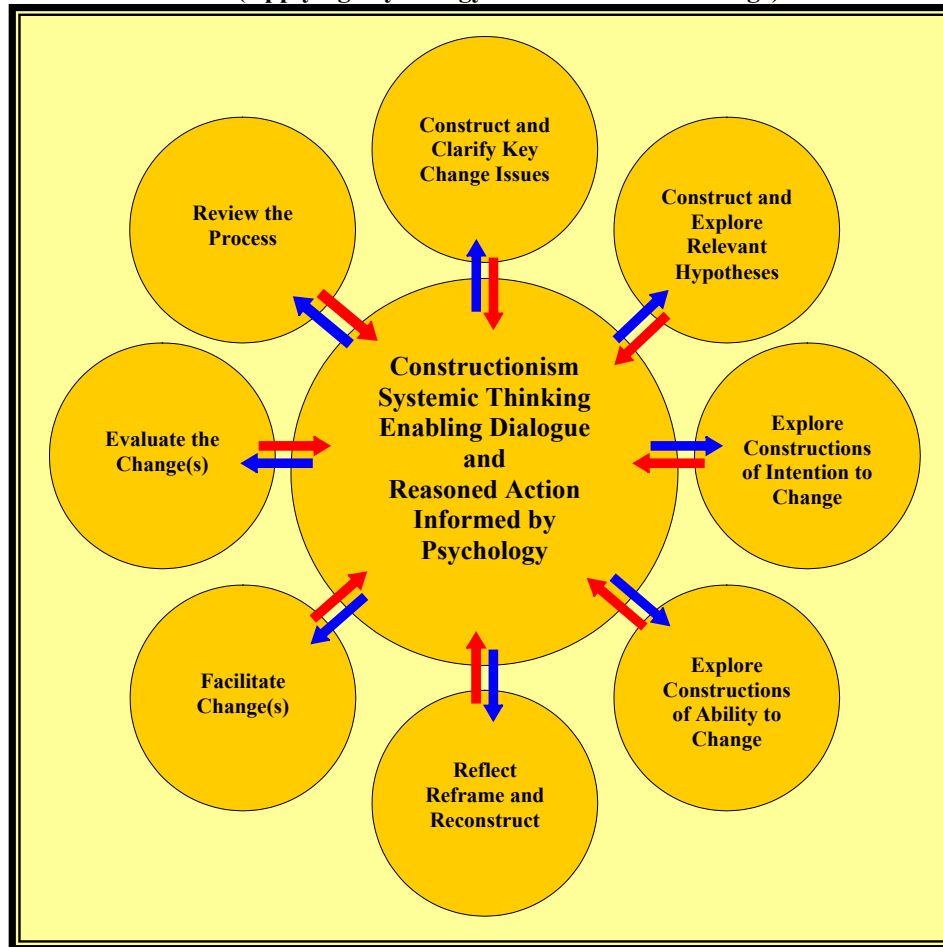 Construct and
Clarify Key
Change Issues
Construct and
Explore
Relevant
Hypotheses
Explore
Constructions
of Intention to
Change
Explore
Constructions
of Ability to
Change
Reflect
Reframe and
Reconstruct
Facilitate
Change(s)
Evaluate the
Change(s)
Review the
Process
Constructionism
Systemic Thinking
Enabling Dialogue
and
Reasoned Action
Informed by
Psychology